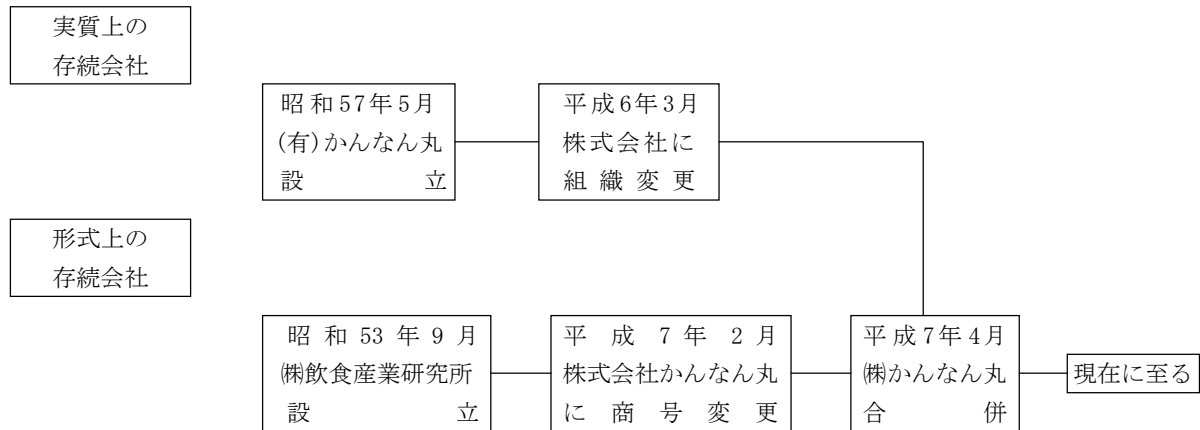 実質上の
存続会社
昭和57年5月
(有)かんなん丸
設立
平成6年3月
株式会社に
組織変更
形式上の
存続会社
昭和53年9月
㈱飲食産業研究所
設立
平成7年2月
株式会社かんなん丸
に商号変更
平成7年4月
㈱かんなん丸
合併
現在に至る